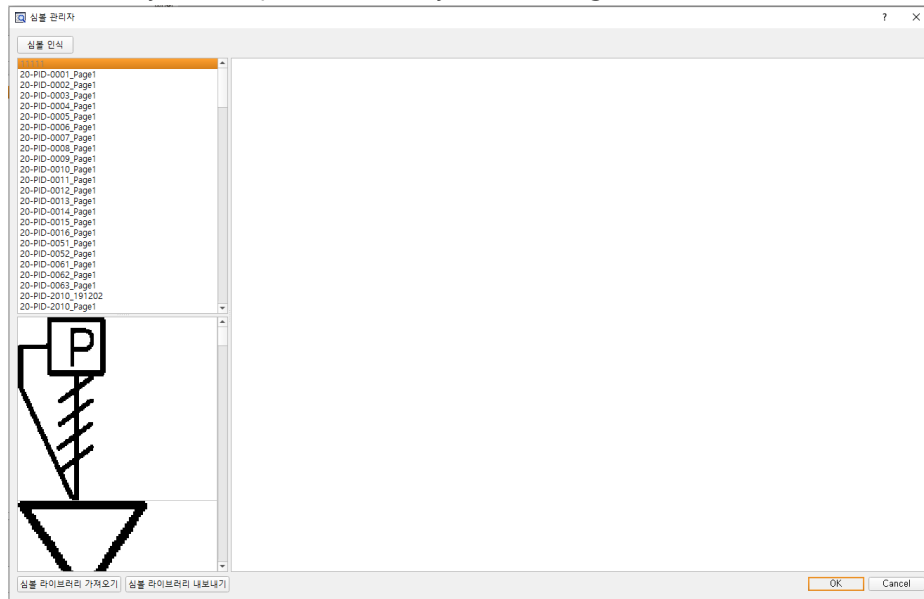 심볼 관리자
심볼 인식
11111
20-PID-0001_Page1
20-PID-0002_Page1
20-PID-0003_Page1
20-PID-0004_Page1
20-PID-0005_Page1
20-PID-0006_Page1
20-PID-0007_Page1
20-PID-0008_Page1
20-PID-0009_Page1
20-PID-0010_Page1
20-PID-0011_Page1
20-PID-0012_Page1
20-PID-0013_Page1
20-PID-0014_Page1
20-PID-0015_Page1
20-PID-0016_Page1
20-PID-0051_Page1
20-PID-0052_Page1
20-PID-0061_Page1
20-PID-0062_Page1
20-PID-0063_Page1
20-PID-2010_191202
20-PID-2010_Page1
P
심볼 라이브러리 가져오기 심볼 라이브러리 내보내기
OK Cancel